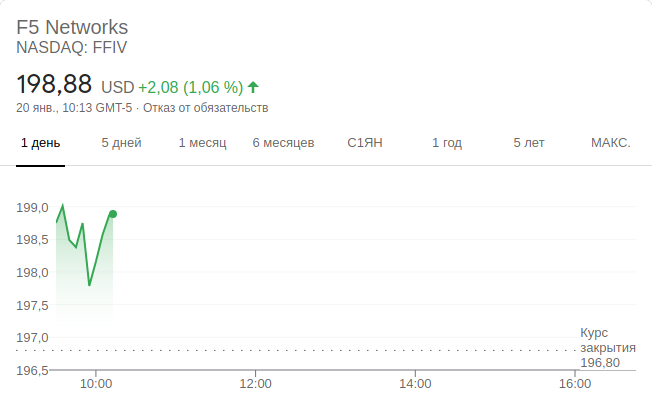 F5 Networks
NASDAQ: FFIV
198,88 USD +2,08 (1,06 %)
20 янв., 10:13 GMT-5 · Отказ от обязательств
1 день 5 дней 1 месяц 6 месяцев С1ЯН 1 год 5 лет МАКС.
199,0
198,5
198,0
197,5
197,0
196,5
Курс
закрытия
196,80
10:00 12:00 14:00 16:00